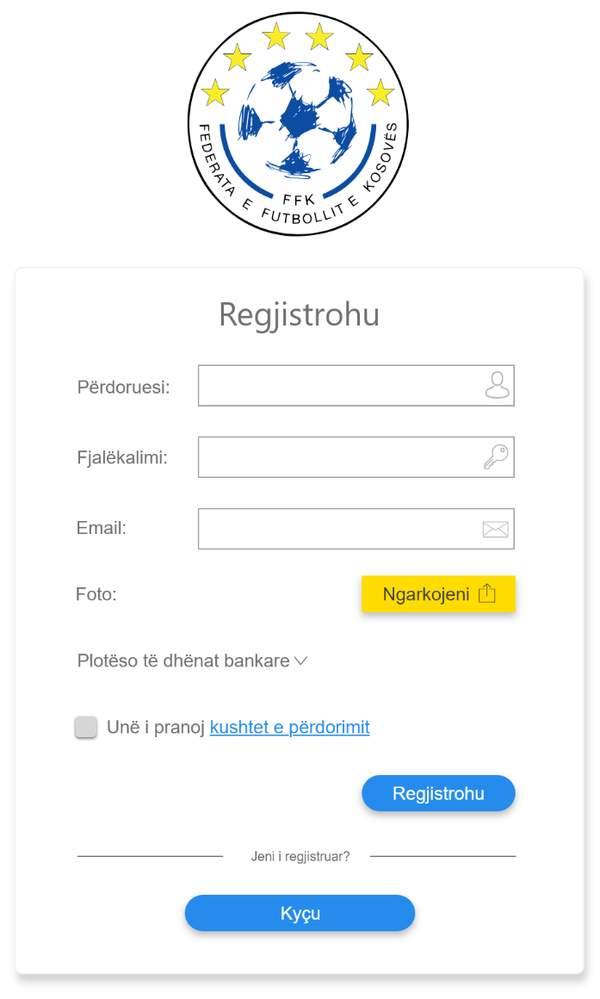 FEDERATA E FUTBOLLIT E KOSOVËS
FFK
Regjistrohu
Përdoruesi:
Fjalëkalimi:
Email:
Foto:
Ngarkojeni
Plotëso të dhënat bankare
Unë i pranoj kushtet e përdorimit
Regjistrohu
Jeni i regjistruar?
Kyçu